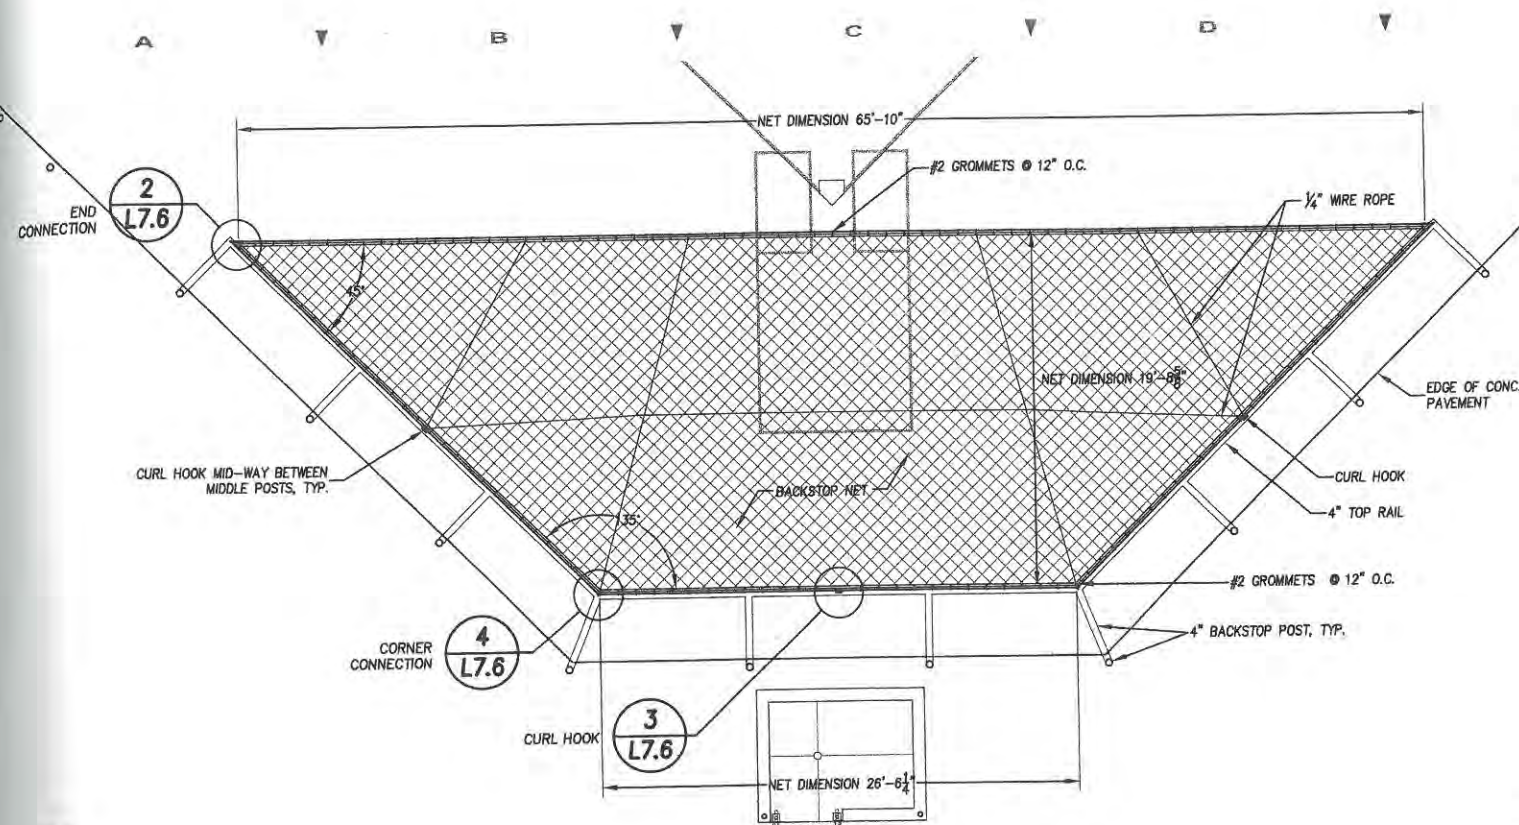 A B C D
NET DIMENSION 65'-10"
#2 GROMMETS @ 12" O.C.
2
L7.6
END
CONNECTION
1/4" WIRE ROPE
45°
NET DIMENSION 19'-8 5/8"
EDGE OF CONC.
PAVEMENT
CURL HOOK MID-WAY BETWEEN
MIDDLE POSTS, TYP.
CURL HOOK
BACKSTOP NET
4" TOP RAIL
135°
#2 GROMMETS @ 12" O.C.
4
L7.6
CORNER
CONNECTION
4" BACKSTOP POST, TYP.
3
L7.6
CURL HOOK
NET DIMENSION 26'-6 1/4"